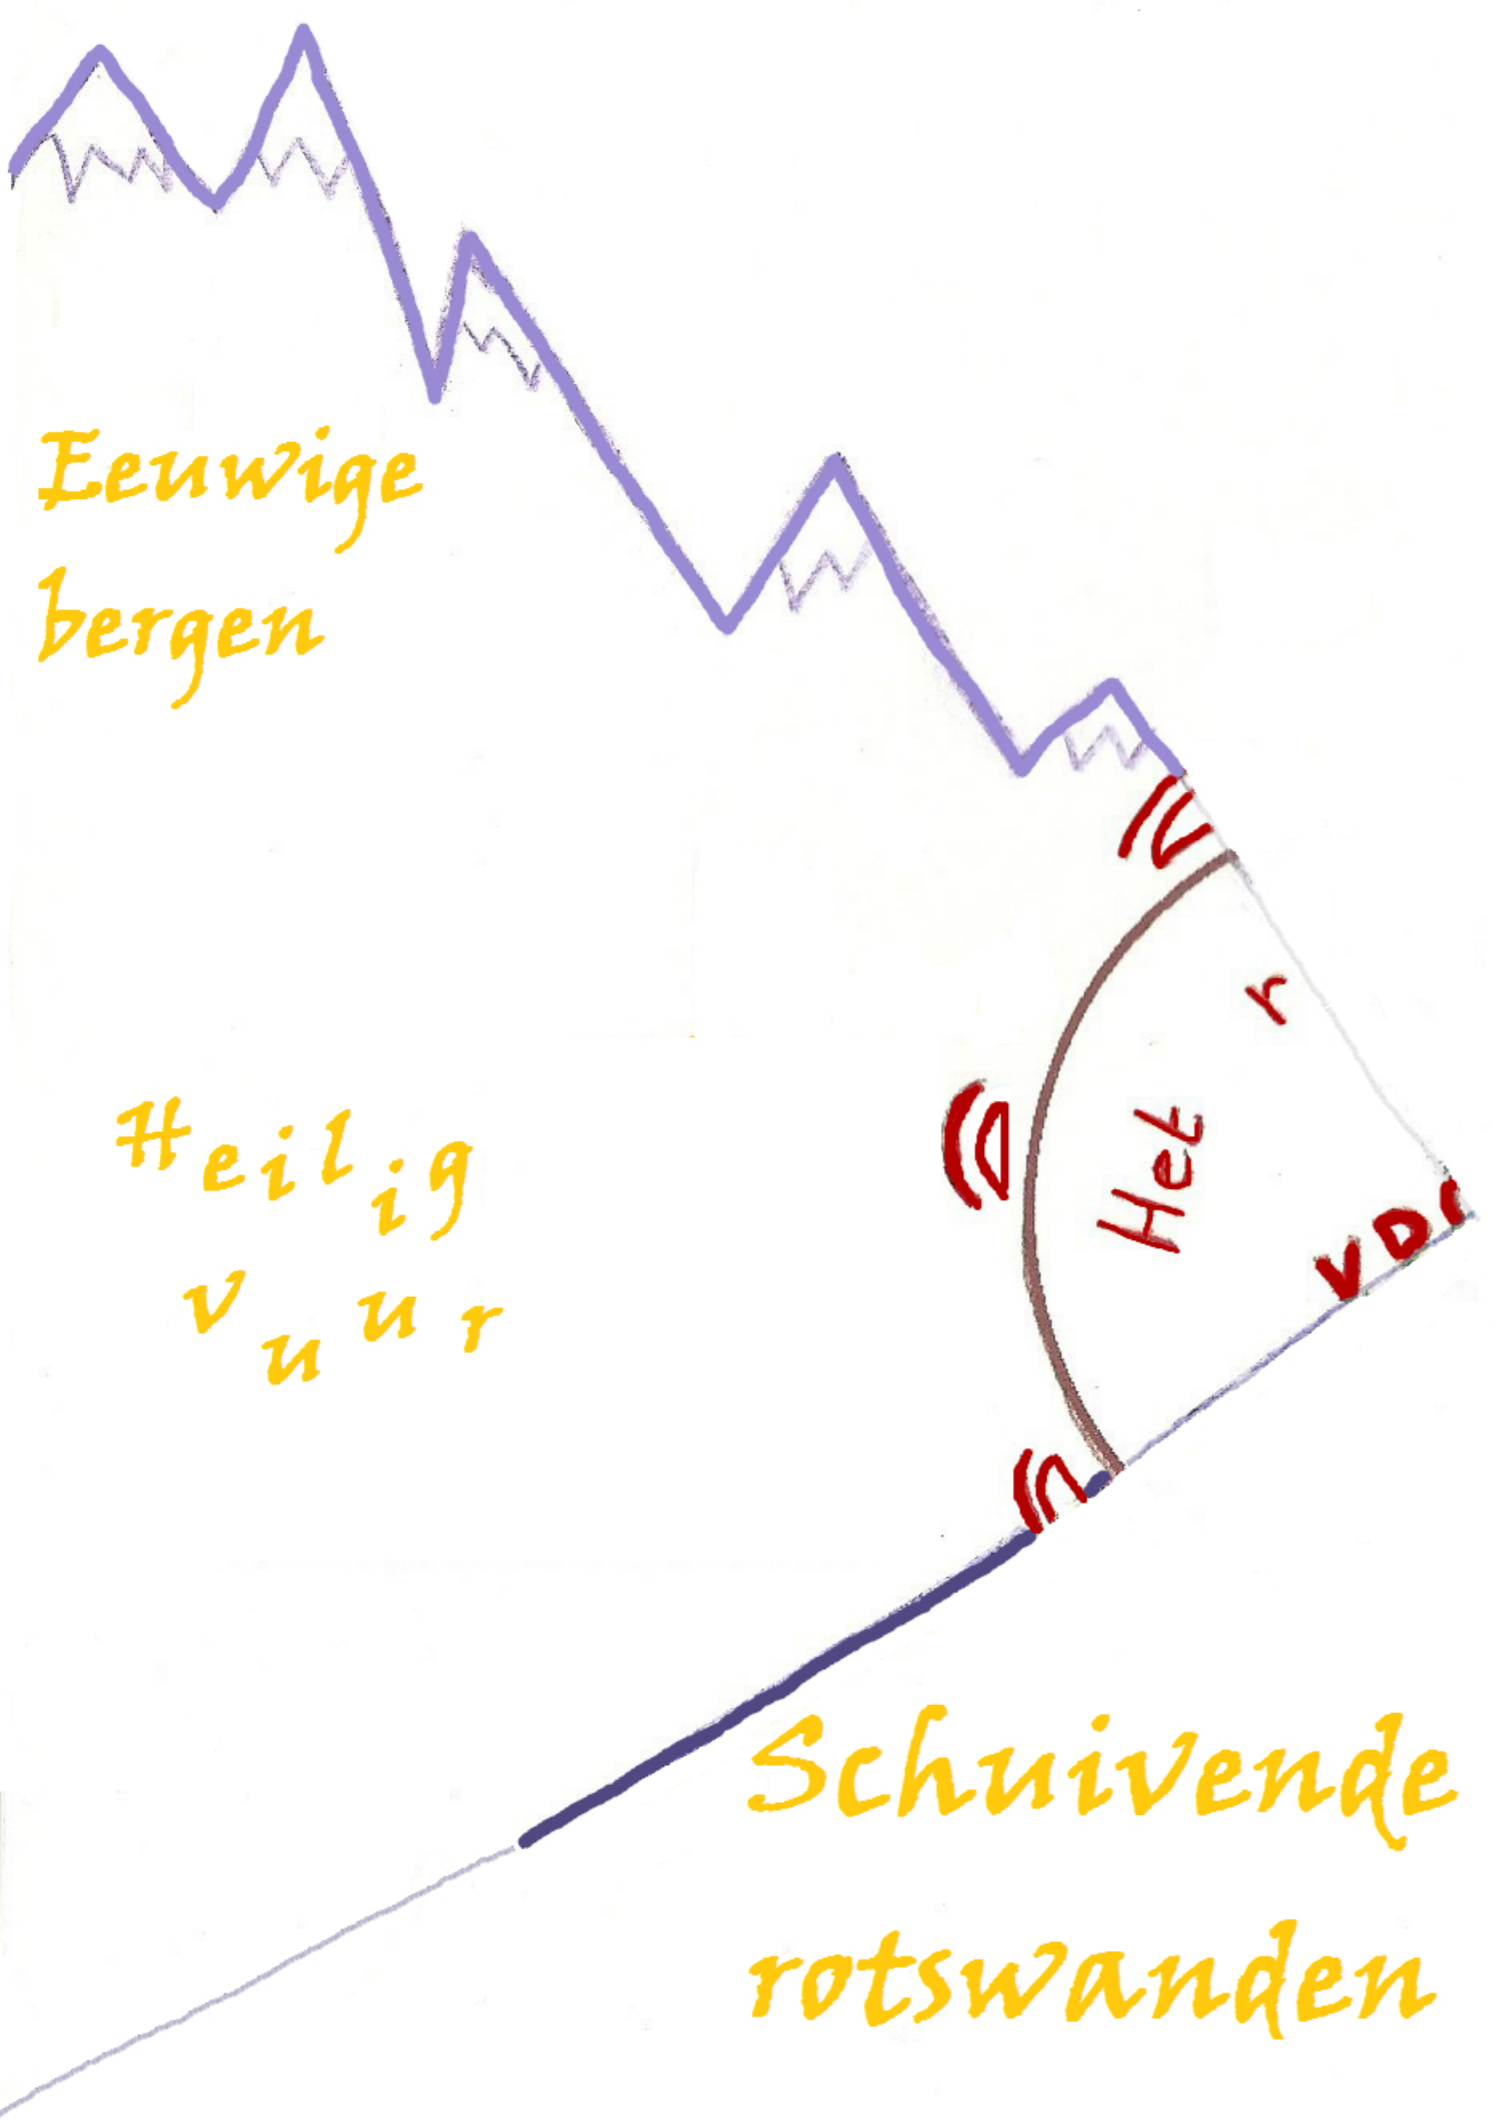 Eeuwige
bergen
r
Het
Heilig
vuur
Schuivende
rotswanden